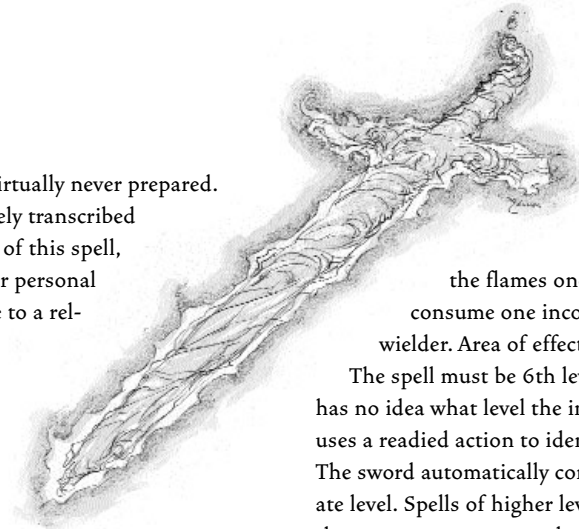 irtually never prepared.
ely transcribed
of this spell,
r personal
e to a rel-
the flames on
consume one inco
wielder. Area of effect
The spell must be 6th le
has no idea what level the i
uses a readied action to iden
The sword automatically co
ate level. Spells of higher lev